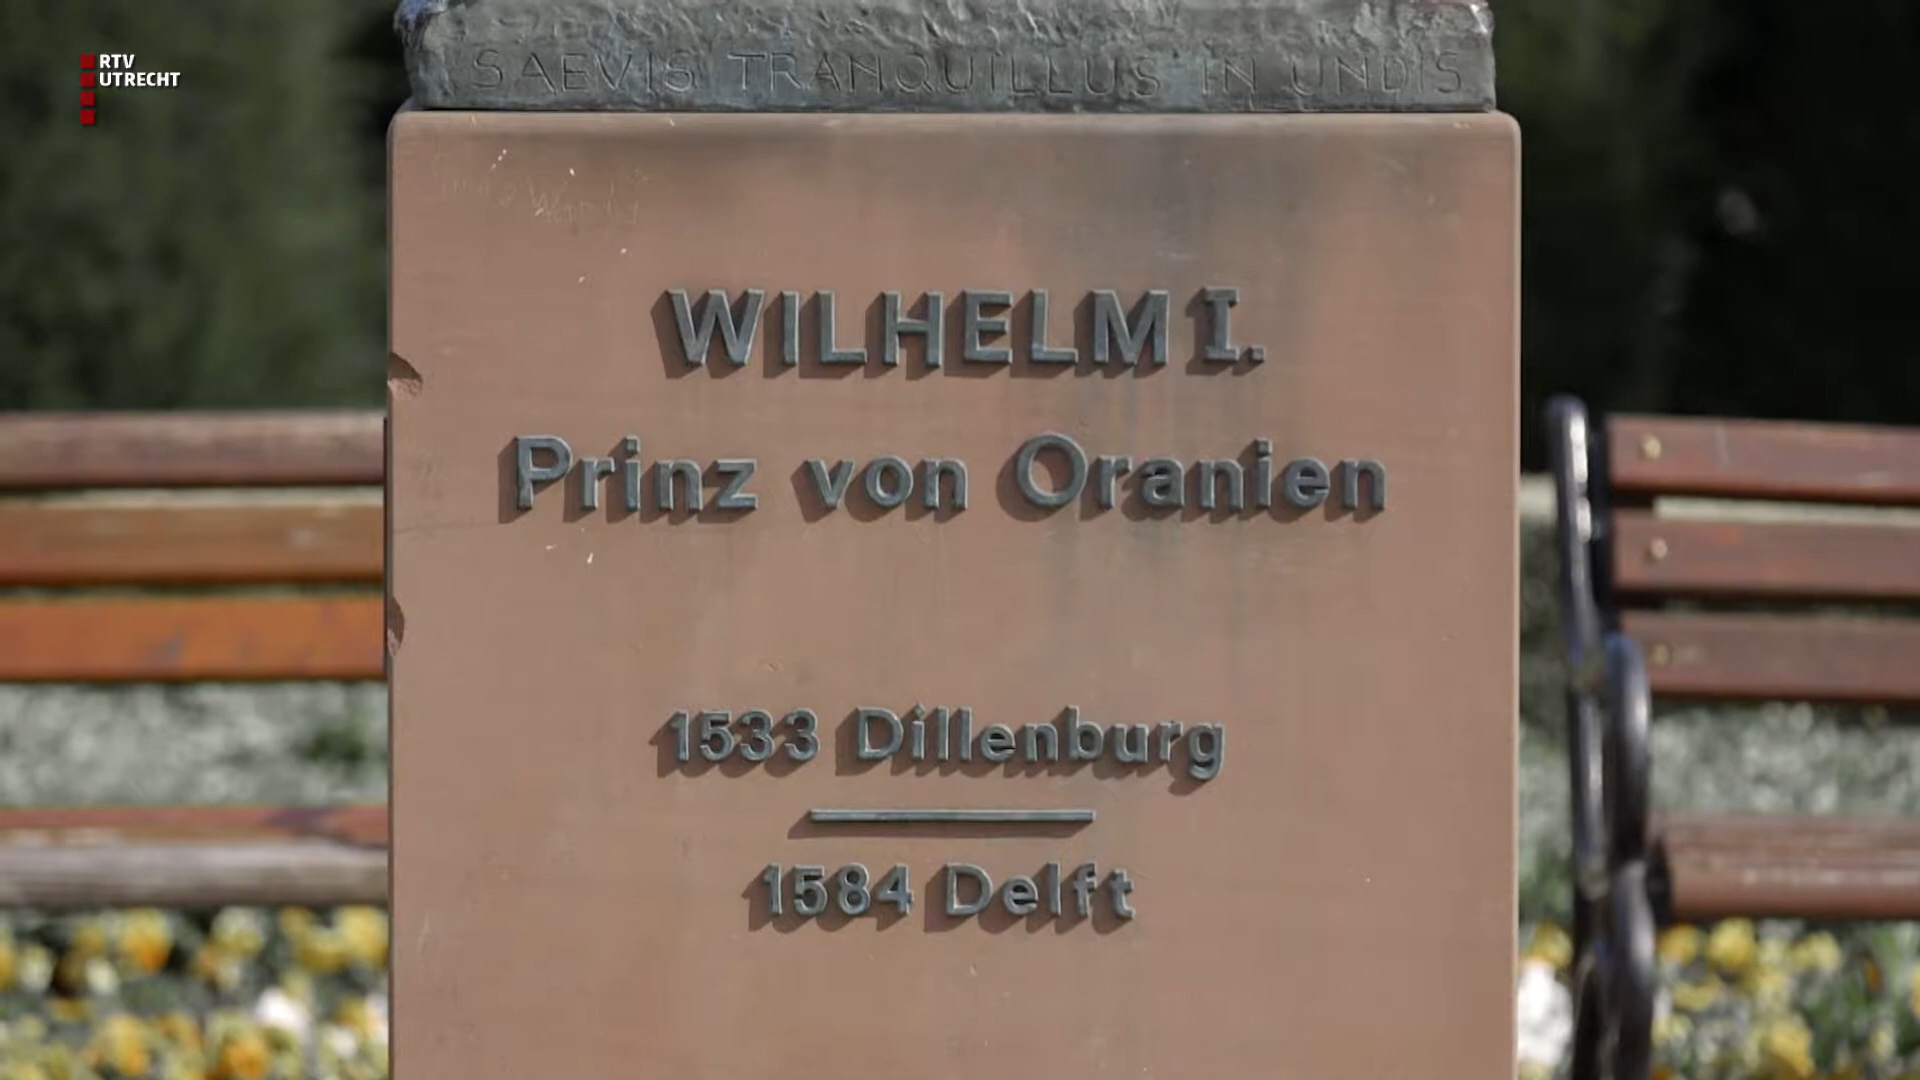 RTV
UTRECHT
SAEVIS TRANQUILLUS IN UNDIS
WILHELM I.
Prinz von Oranien
1533 Dillenburg
1584 Delft